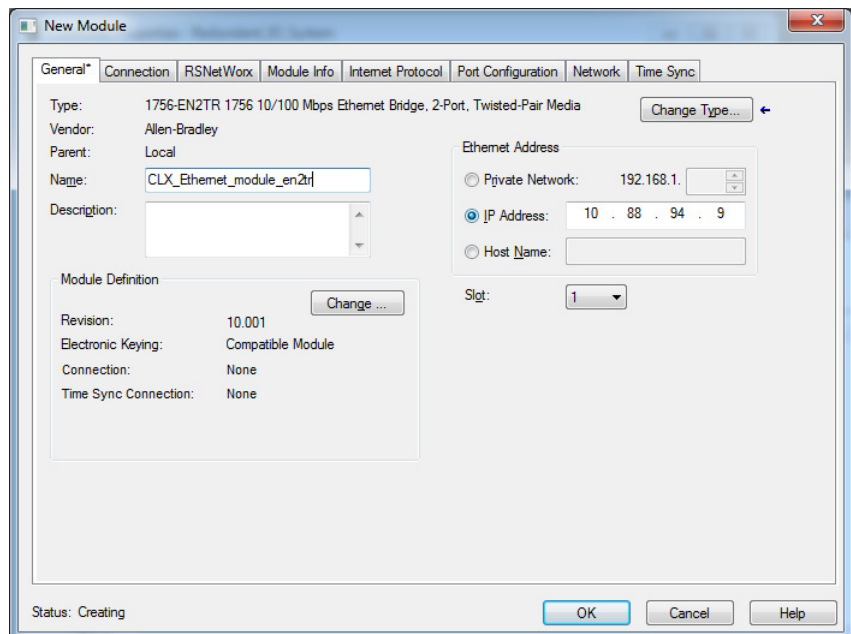 New Module
General* Connection RSNetWorx Module Info Internet Protocol Port Configuration Network Time Sync
Type: 1756-EN2TR 1756 10/100 Mbps Ethernet Bridge, 2-Port, Twisted-Pair Media Change Type...
Vendor: Allen-Bradley
Parent: Local
Ethernet Address
Name: CLX_Ethernet_module_en2tr
Private Network: 192.168.1.
Description:
IP Address: 10 . 88 . 94 . 9
Host Name:
Module Definition
Slot: 1
Change ...
Revision: 10.001
Electronic Keying: Compatible Module
Connection: None
Time Sync Connection: None
Status: Creating OK Cancel Help